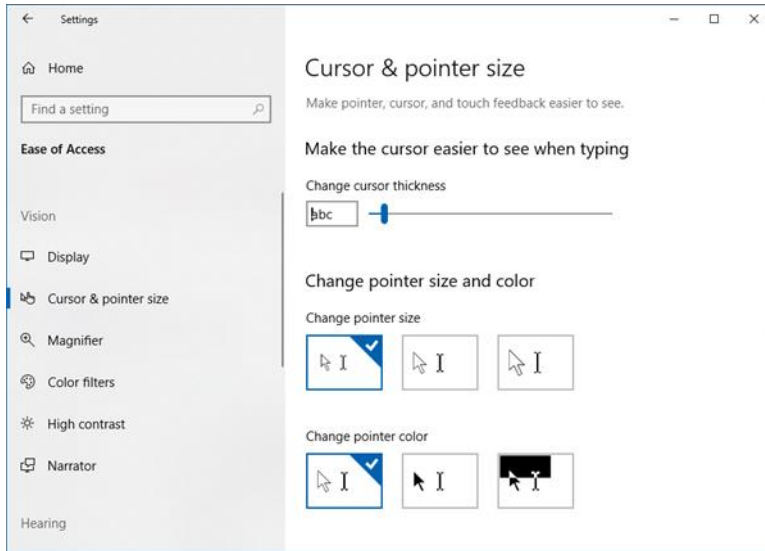 Settings
Home
Find a setting
Ease of Access
Vision
Display
Cursor & pointer size
Magnifier
Color filters
High contrast
Narrator
Hearing
Cursor & pointer size
Make pointer, cursor, and touch feedback easier to see.
Make the cursor easier to see when typing
Change cursor thickness
abc
Change pointer size and color
Change pointer size
Change pointer color